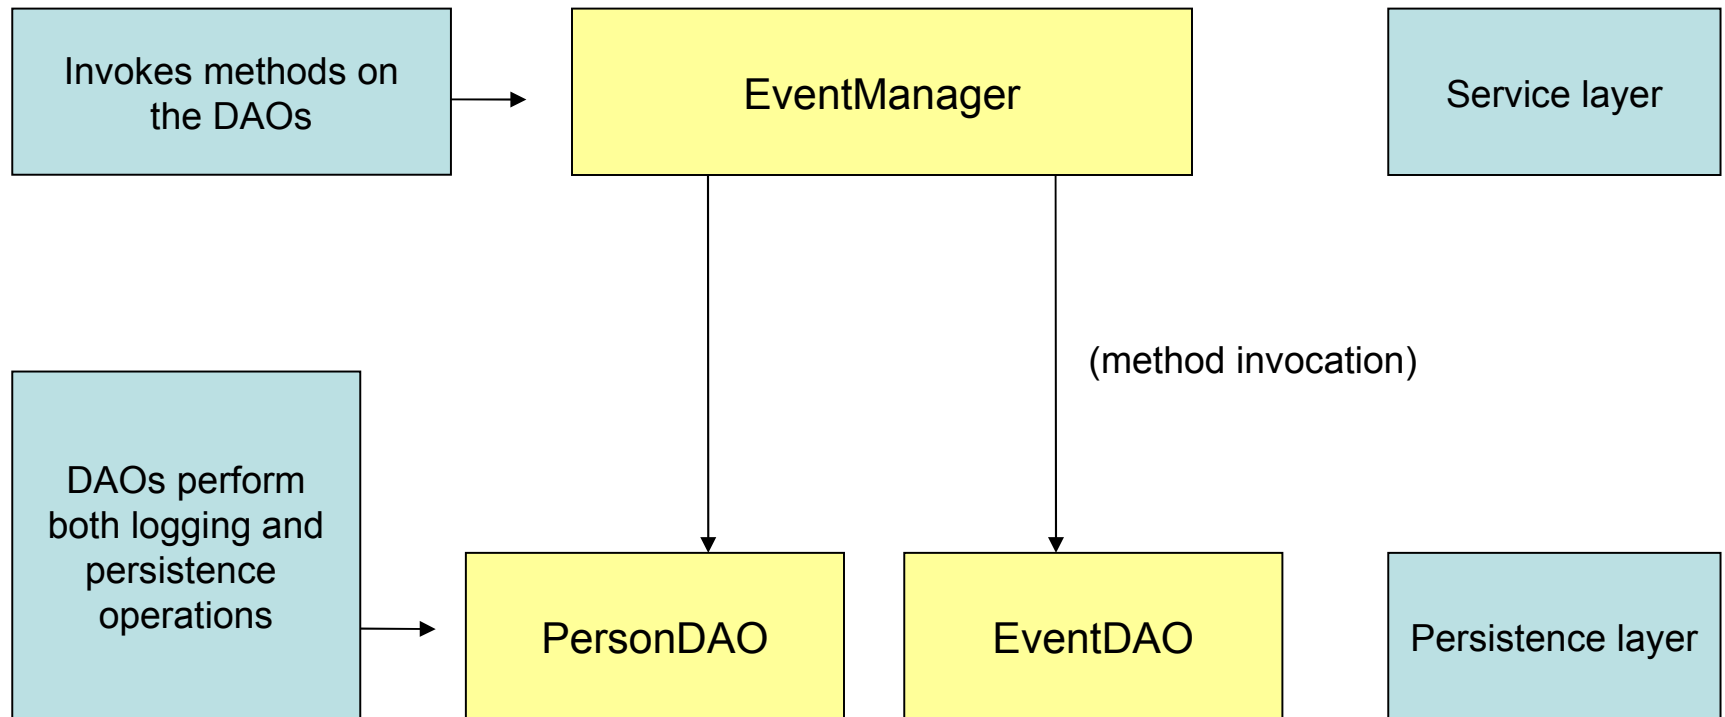 Invokes methods on
the DAOs
EventManager
Service layer
(method invocation)
DAOs perform
both logging and
persistence
operations
PersonDAO
EventDAO
Persistence layer